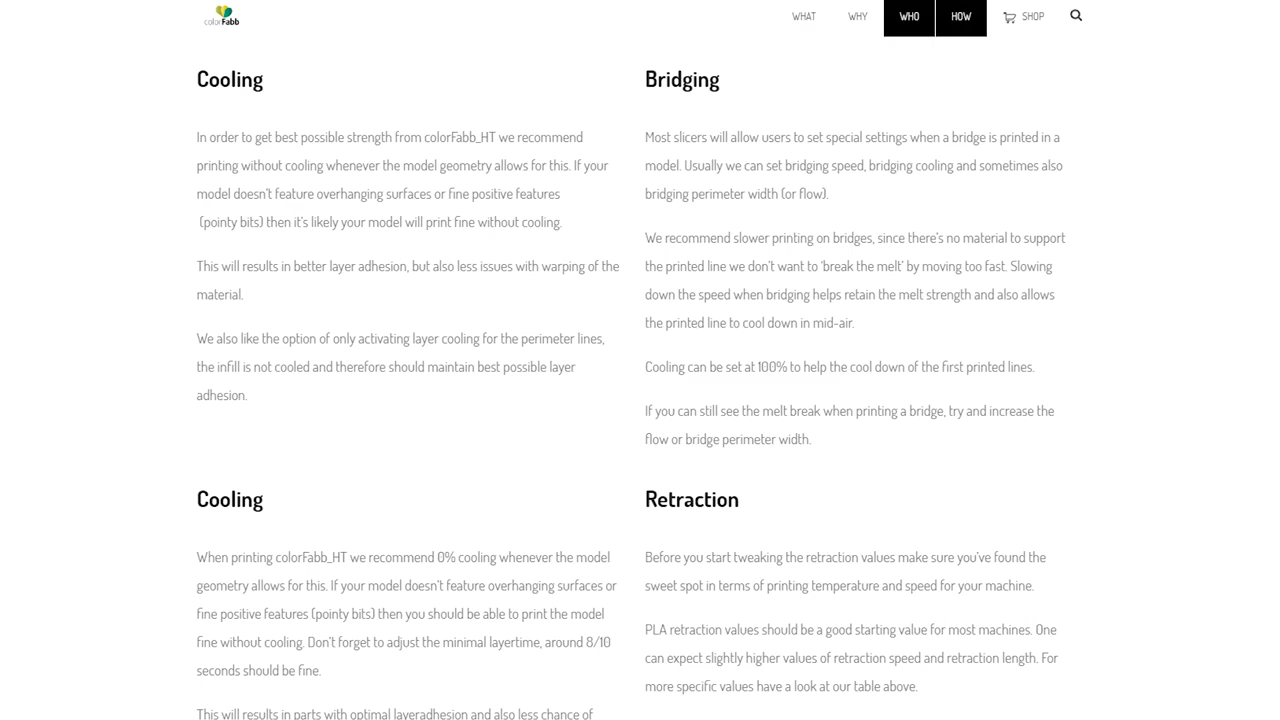 colorFabb
WHAT
WHY
WHO
HOW
SHOP
Cooling
In order to get best possible strength from colorFabb_HT we recommend
printing without cooling whenever the model geometry allows for this. If your
model doesn't feature overhanging surfaces or fine positive features
(pointy bits) then it's likely your model will print fine without cooling.
This will results in better layer adhesion, but also less issues with warping of the
material.
We also like the option of only activating layer cooling for the perimeter lines,
the infill is not cooled and therefore should maintain best possible layer
adhesion.
Bridging
Most slicers will allow users to set special settings when a bridge is printed in a
model. Usually we can set bridging speed, bridging cooling and sometimes also
bridging perimeter width (or flow).
We recommend slower printing on bridges, since there's no material to support
the printed line we don't want to 'break the melt' by moving too fast. Slowing
down the speed when bridging helps retain the melt strength and also allows
the printed line to cool down in mid-air.
Cooling can be set at 100% to help the cool down of the first printed lines.
If you can still see the melt break when printing a bridge, try and increase the
flow or bridge perimeter width.
Cooling
When printing colorFabb_HT we recommend 0% cooling whenever the model
geometry allows for this. If your model doesn't feature overhanging surfaces or
fine positive features (pointy bits) then you should be able to print the model
fine without cooling. Don't forget to adjust the minimal layertime, around 8/10
seconds should be fine.
This will results in parts with optimal layeradhesion and also less chance of
Retraction
Before you start tweaking the retraction values make sure you've found the
sweet spot in terms of printing temperature and speed for your machine.
PLA retraction values should be a good starting value for most machines. One
can expect slightly higher values of retraction speed and retraction length. For
more specific values have a look at our table above.